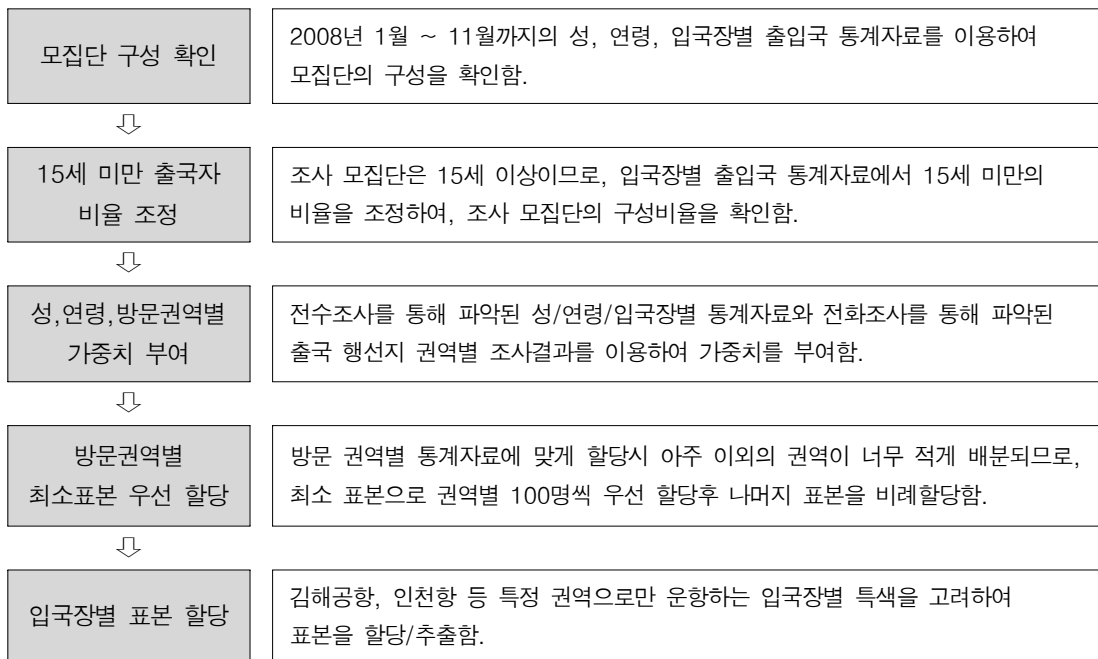 모집단 구성 확인
2008년 1월 ~ 11월까지의 성, 연령, 입국장별 출입국 통계자료를 이용하여
모집단의 구성을 확인함.
15세 미만 출국자
비율 조정
조사 모집단은 15세 이상이므로, 입국장별 출입국 통계자료에서 15세 미만의
비율을 조정하여, 조사 모집단의 구성비율을 확인함.
성,연령,방문권역별
가중치 부여
전수조사를 통해 파악된 성/연령/입국장별 통계자료와 전화조사를 통해 파악된
출국 행선지 권역별 조사결과를 이용하여 가중치를 부여함.
방문권역별
최소표본 우선 할당
방문 권역별 통계자료에 맞게 할당시 아주 이외의 권역이 너무 적게 배분되므로,
최소 표본으로 권역별 100명씩 우선 할당후 나머지 표본을 비례할당함.
입국장별 표본 할당
김해공항, 인천항 등 특정 권역으로만 운항하는 입국장별 특색을 고려하여
표본을 할당/추출함.